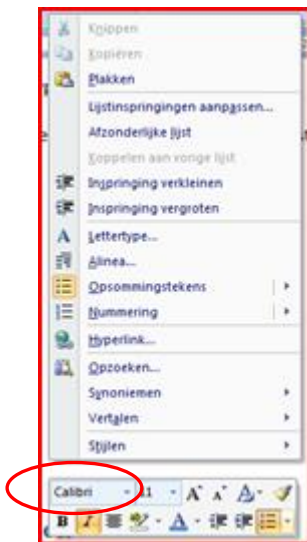 Knippen
Kopiëren
Plakken
Lijstinspringingen aanpassen...
Afzonderlijke lijst
Koppelen aan vorige lijst
Inspringing verkleinen
Inspringing vergroten
Lettertype...
Alinea...
Opsommingstekens
Nummering
Hyperlink...
Opzoeken...
Synoniemen
Vertalen
Stijlen
Calibri 11 A A A
B I A